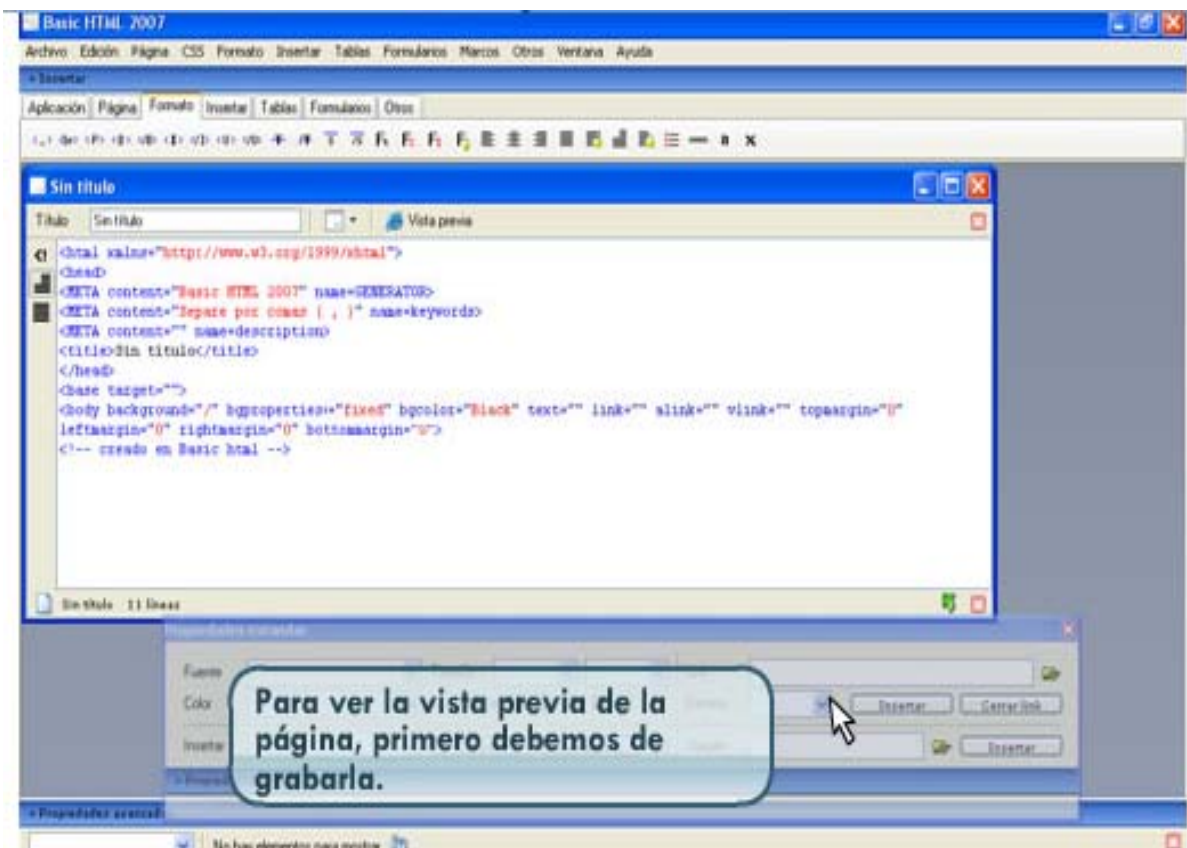 Basic HTML 2007
Archivo Edición Página CSS Formato Insertar Tablas Formularios Marcos Otros Ventana Ayuda
Insertar
Aplicación Página Formato Insertar Tablas Formularios Otros
Sin título
Título Sin título Vista previa
<html xmlns="http://www.w3.org/1999/xhtml">
<head>
<META content="Basic HTML 2007" name=GENERATOR>
<META content="Separe por comas ( , )" name=keywords>
<META content="" name=description>
<title>Sin título</title>
</head>
<base target="">
<body background="/" bgproperties="fixed" bgcolor="Black" text="" link="" alink="" vlink="" topmargin="0"
leftmargin="0" rightmargin="0" bottommargin="0">
<!-- creado en Basic html -->
Sin título 11 líneas
Propiedades estandar
Fuente
Color Insertar Cerrar link
Insertar Insertar
Para ver la vista previa de la
página, primero debemos de
grabarla.
No hay elementos para mostrar